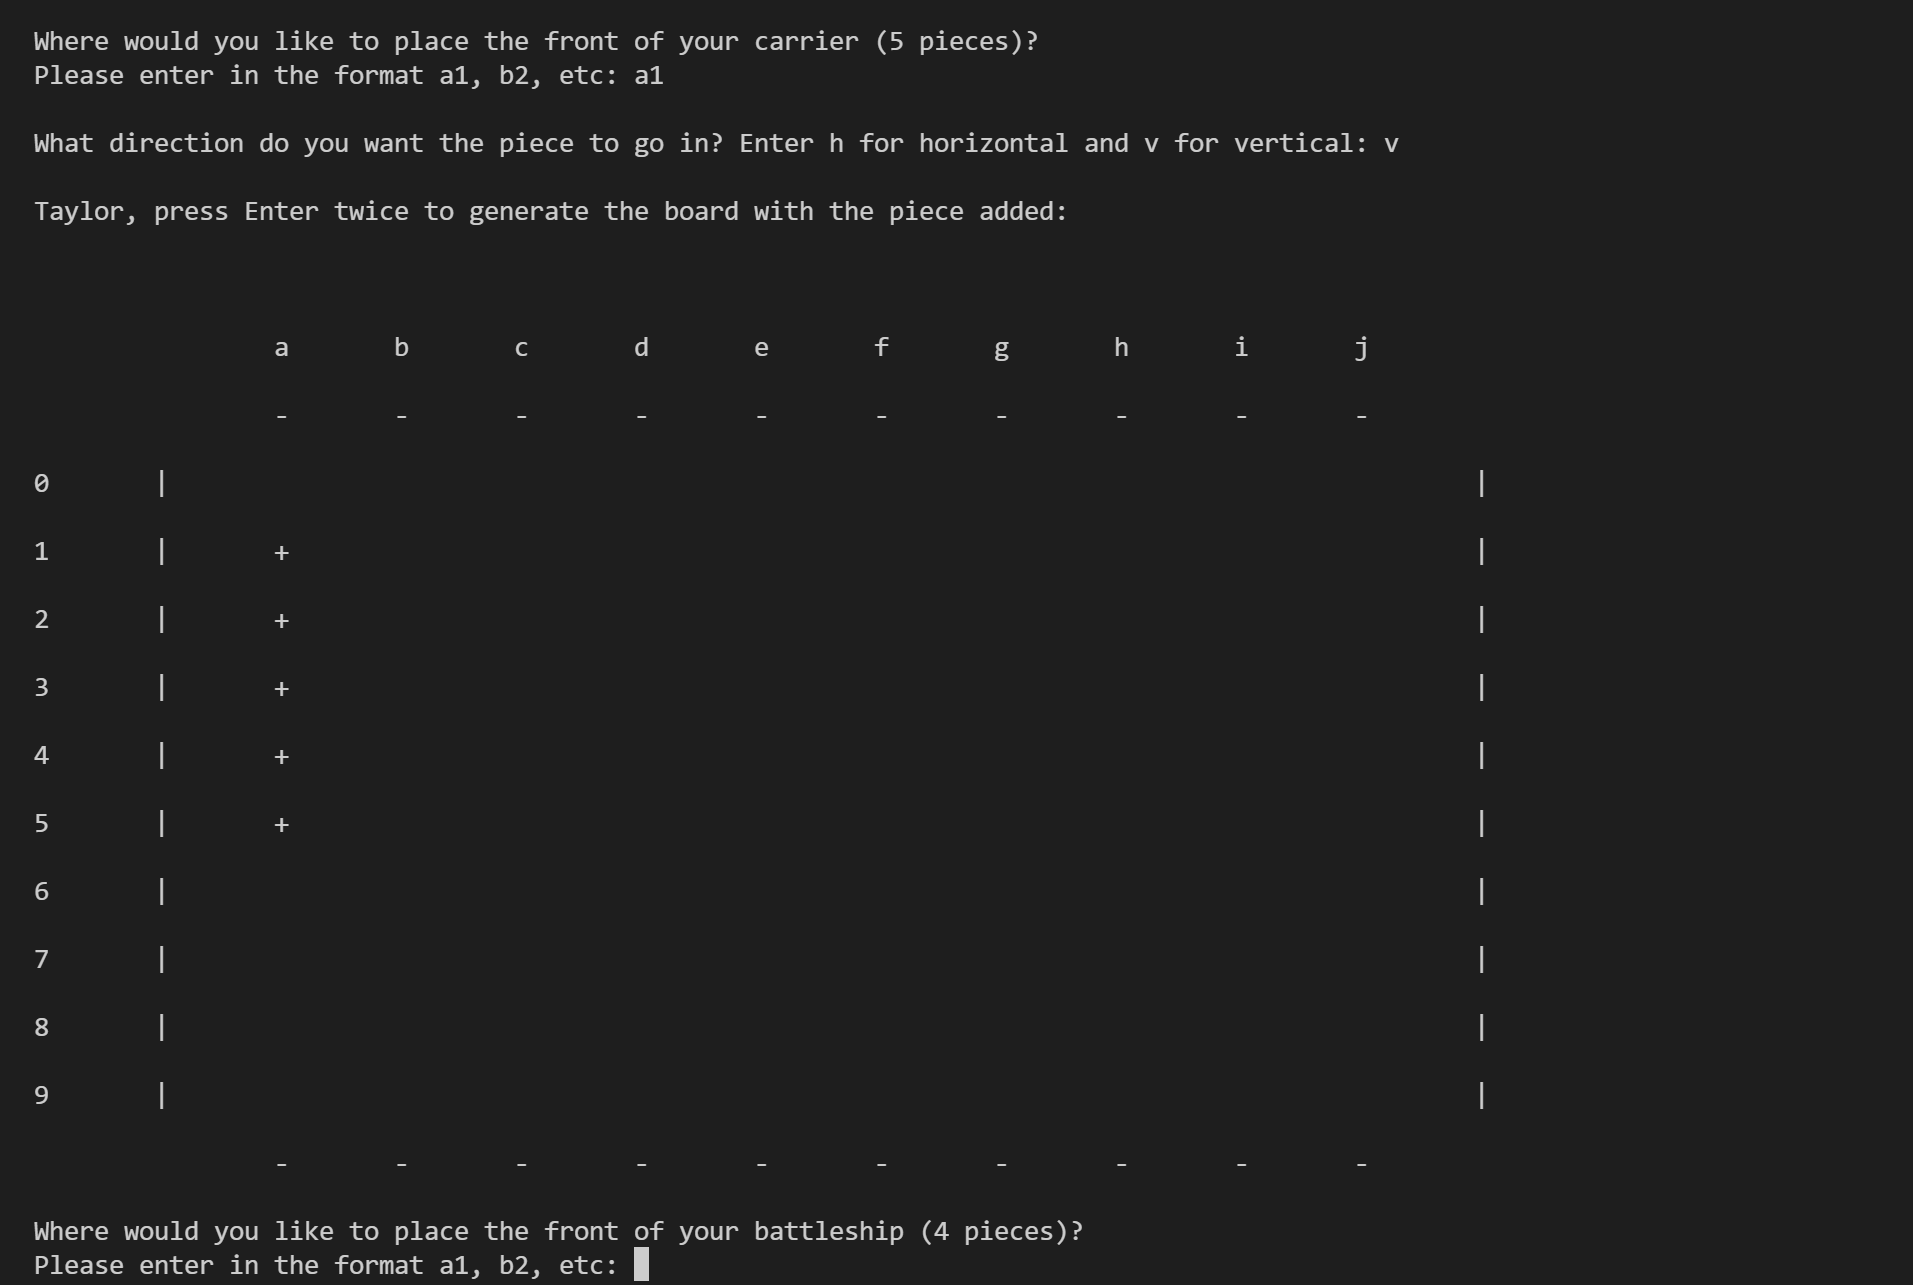 Where would you like to place the front of your carrier (5 pieces)?
Please enter in the format a1, b2, etc: a1
What direction do you want the piece to go in? Enter h for horizontal and v for vertical: v
Taylor, press Enter twice to generate the board with the piece added:
a b c d e f g h i j
- - - - - - - - - -
0 | |
1 | + |
2 | + |
3 | + |
4 | + |
5 | + |
6 | |
7 | |
8 | |
9 | |
- - - - - - - - - -
Where would you like to place the front of your battleship (4 pieces)?
Please enter in the format a1, b2, etc: